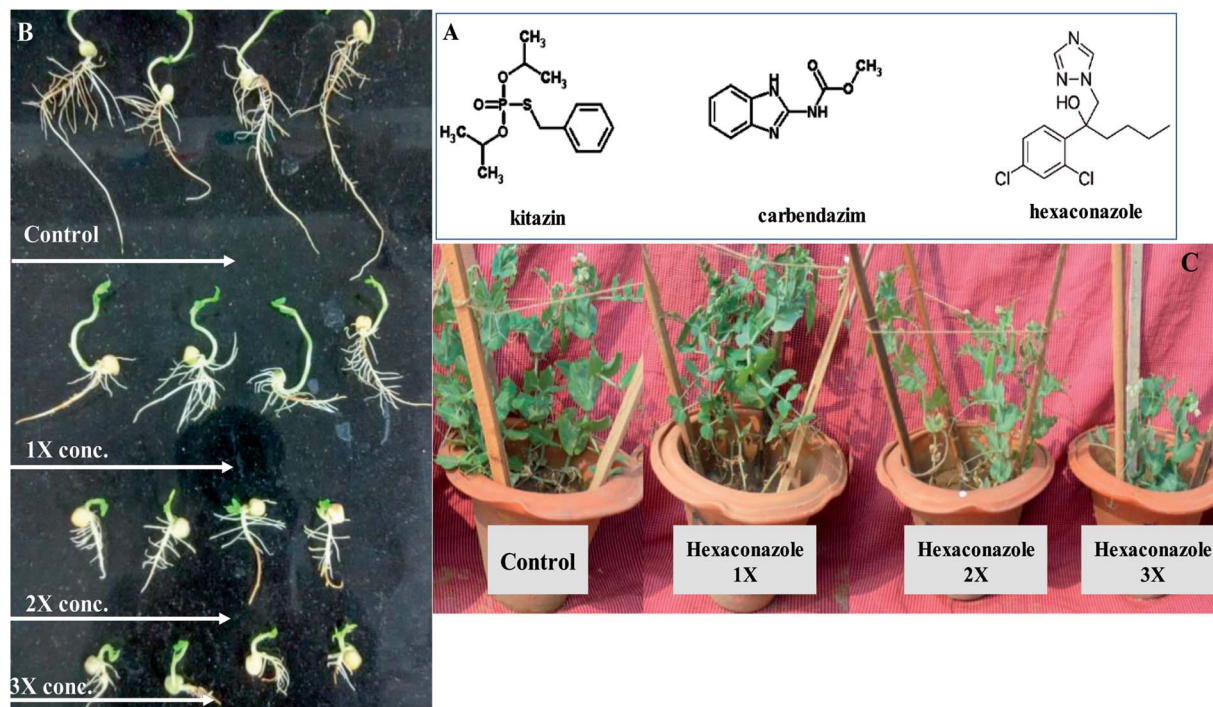 B
Control
1X conc.
2X conc.
3X conc.
A
CH₃
O
CH₃
O P S
O
H₃C
CH₃
kitazin
H
N
N
NH
O
O
CH₃
carbendazim
N
N
N
HO
Cl
Cl
hexaconazole
C
Control
Hexaconazole
1X
Hexaconazole
2X
Hexaconazole
3X